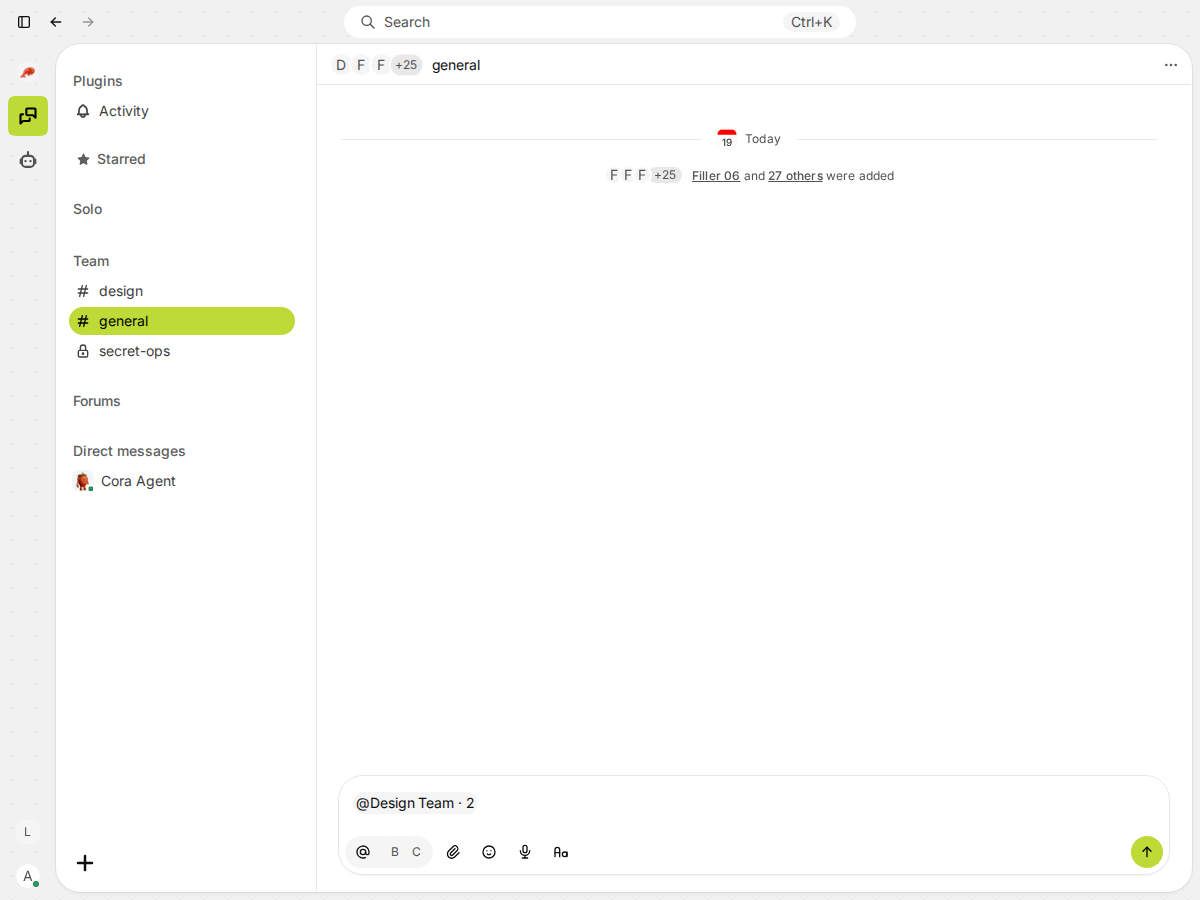 Search Ctrl+K
Plugins
Activity
Starred
Solo
Team
# design
# general
secret-ops
Forums
Direct messages
Cora Agent
L
A
D F F +25 general
19 Today
F F F +25 Filler 06 and 27 others were added
@Design Team · 2
@ B C Aa